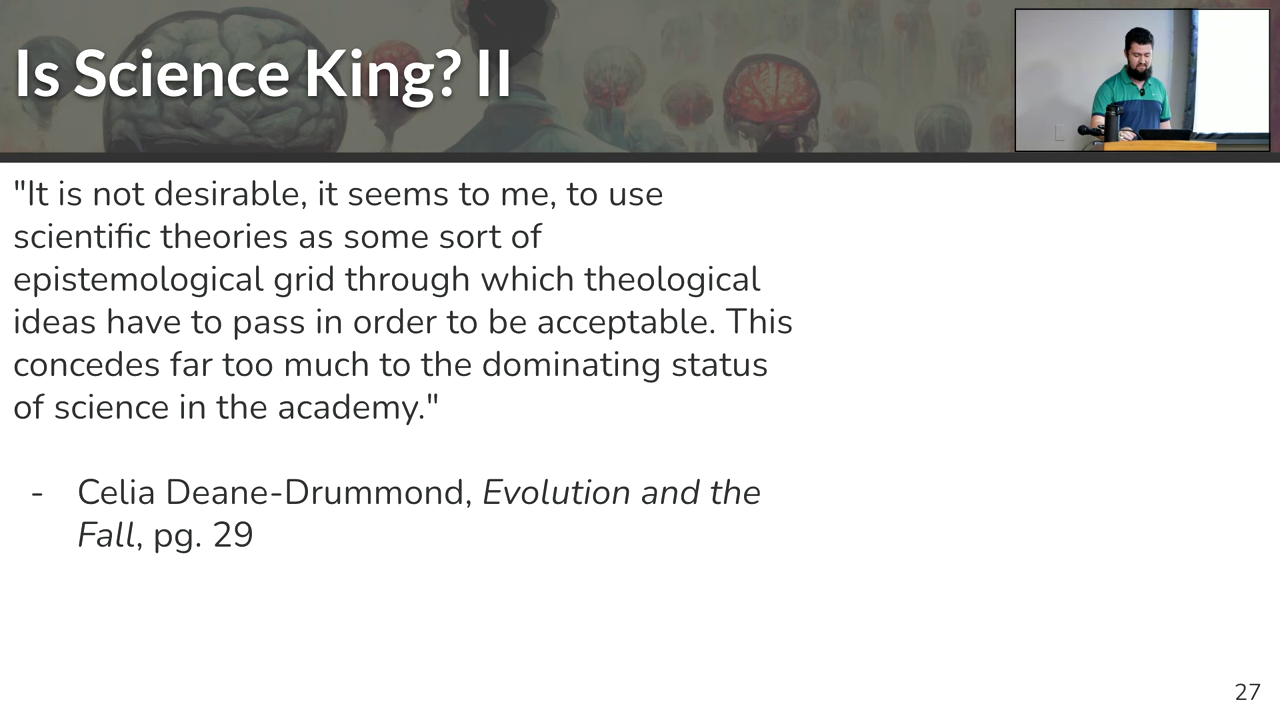 Is Science King? II
"It is not desirable, it seems to me, to use
scientific theories as some sort of
epistemological grid through which theological
ideas have to pass in order to be acceptable. This
concedes far too much to the dominating status
of science in the academy."
- Celia Deane-Drummond, Evolution and the
Fall, pg. 29
27